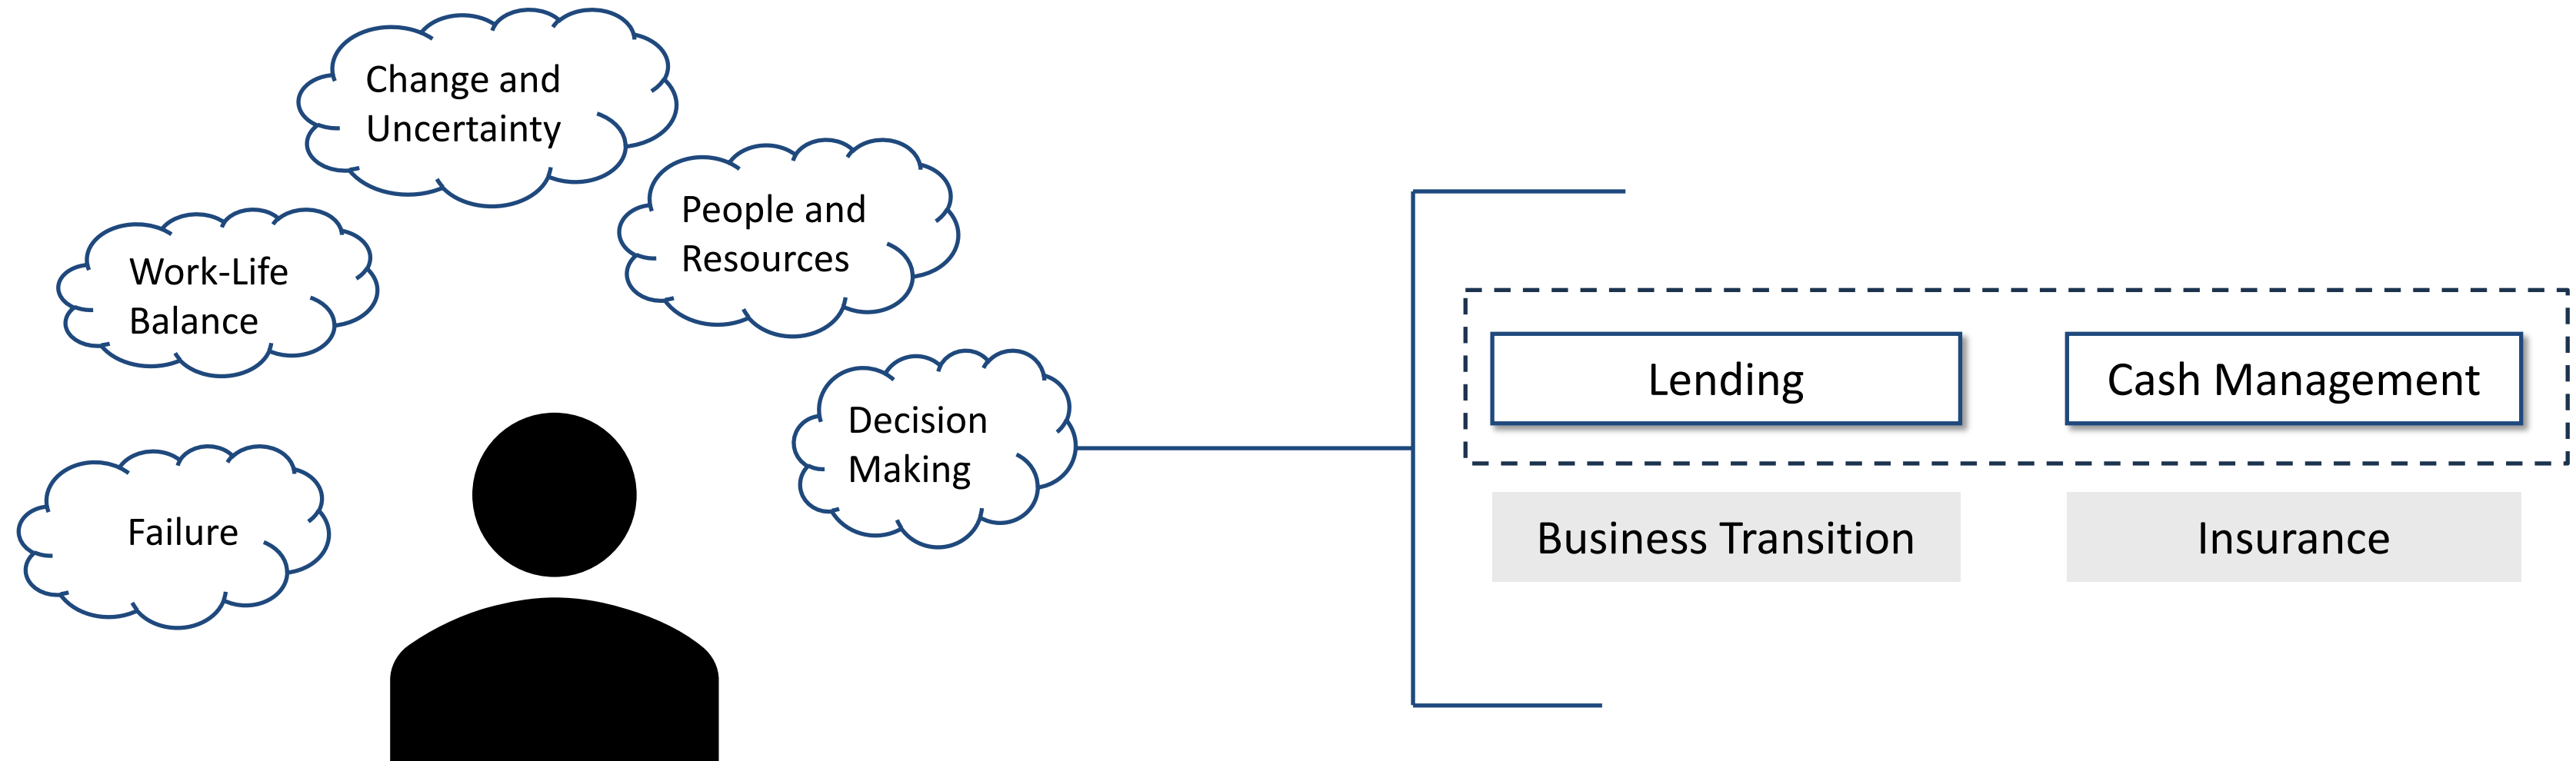 Change and
Uncertainty
People and
Resources
Work-Life
Balance
Decision
Making
Failure
Lending
Cash Management
Business Transition
Insurance